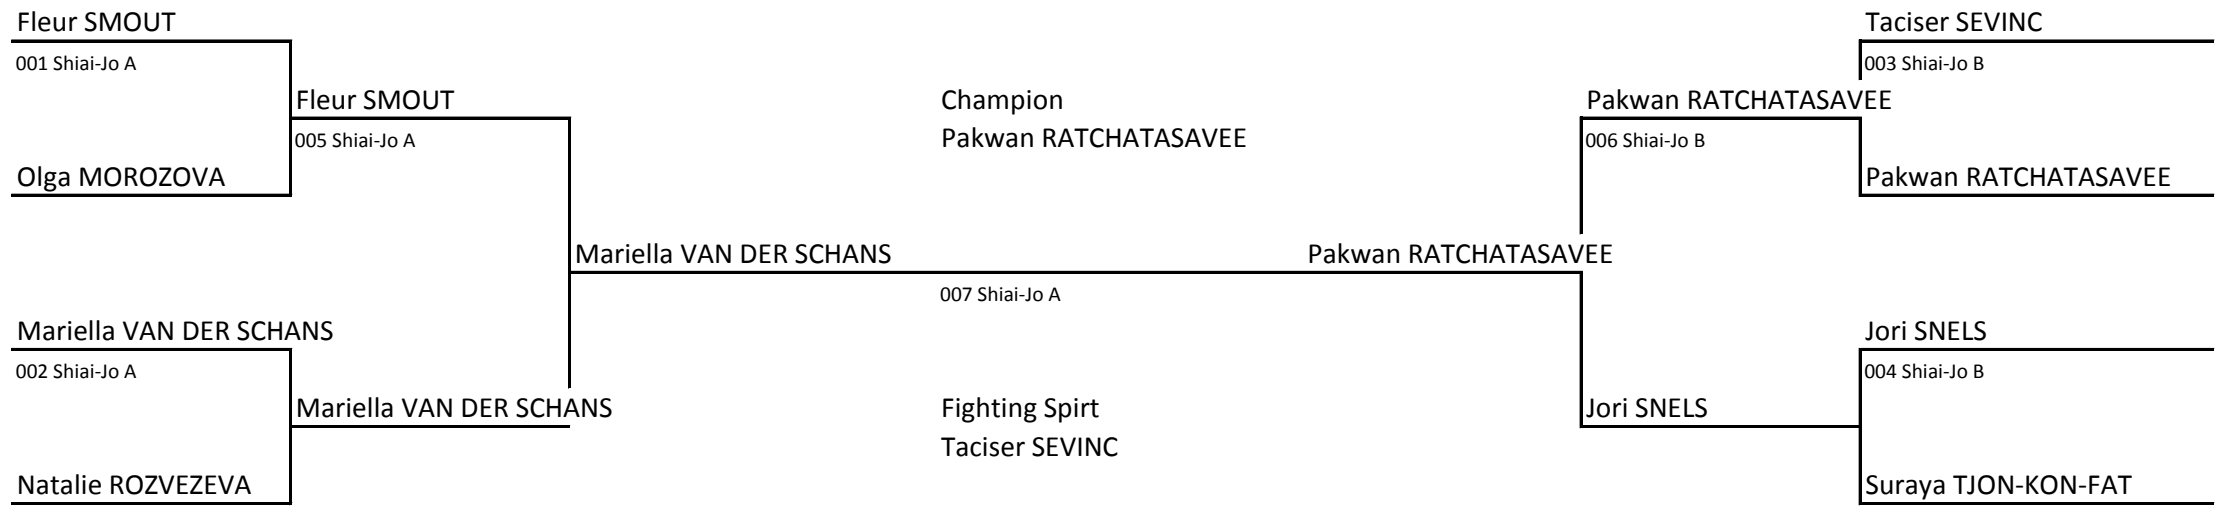 Fleur SMOUT
Taciser SEVINC
001 Shiai-Jo A
003 Shiai-Jo B
Fleur SMOUT
Champion
Pakwan RATCHATASAVEE
005 Shiai-Jo A
Pakwan RATCHATASAVEE
006 Shiai-Jo B
Olga MOROZOVA
Pakwan RATCHATASAVEE
Mariella VAN DER SCHANS
Pakwan RATCHATASAVEE
007 Shiai-Jo A
Mariella VAN DER SCHANS
Jori SNELS
002 Shiai-Jo A
004 Shiai-Jo B
Mariella VAN DER SCHANS
Fighting Spirt
Jori SNELS
Taciser SEVINC
Natalie ROZVEZEVA
Suraya TJON-KON-FAT